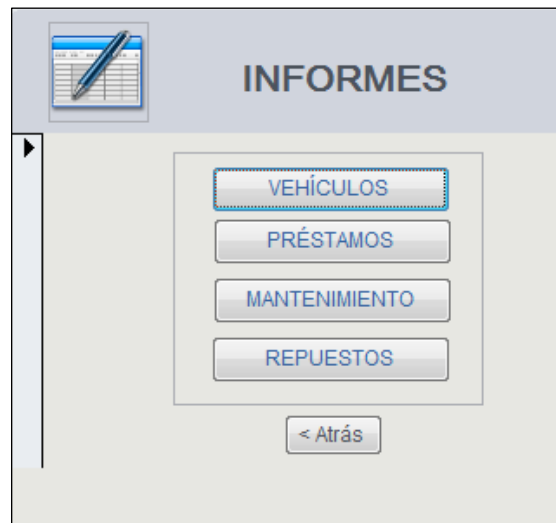 INFORMES
VEHÍCULOS
PRÉSTAMOS
MANTENIMIENTO
REPUESTOS
< Atrás